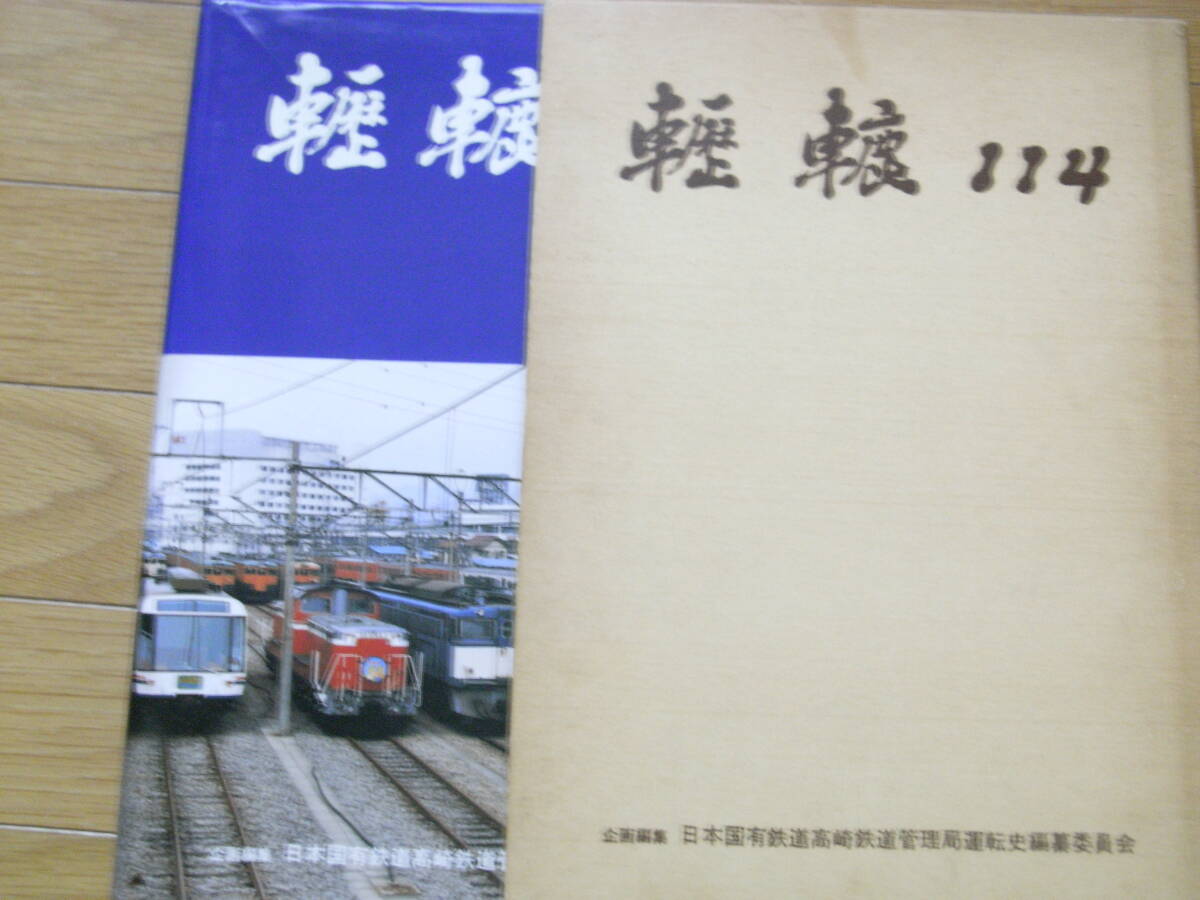 轣轆
企画編集 日本国有鉄道高崎鉄道
轣轆 114
企画編集 日本国有鉄道高崎鉄道管理局運転史編纂委員会